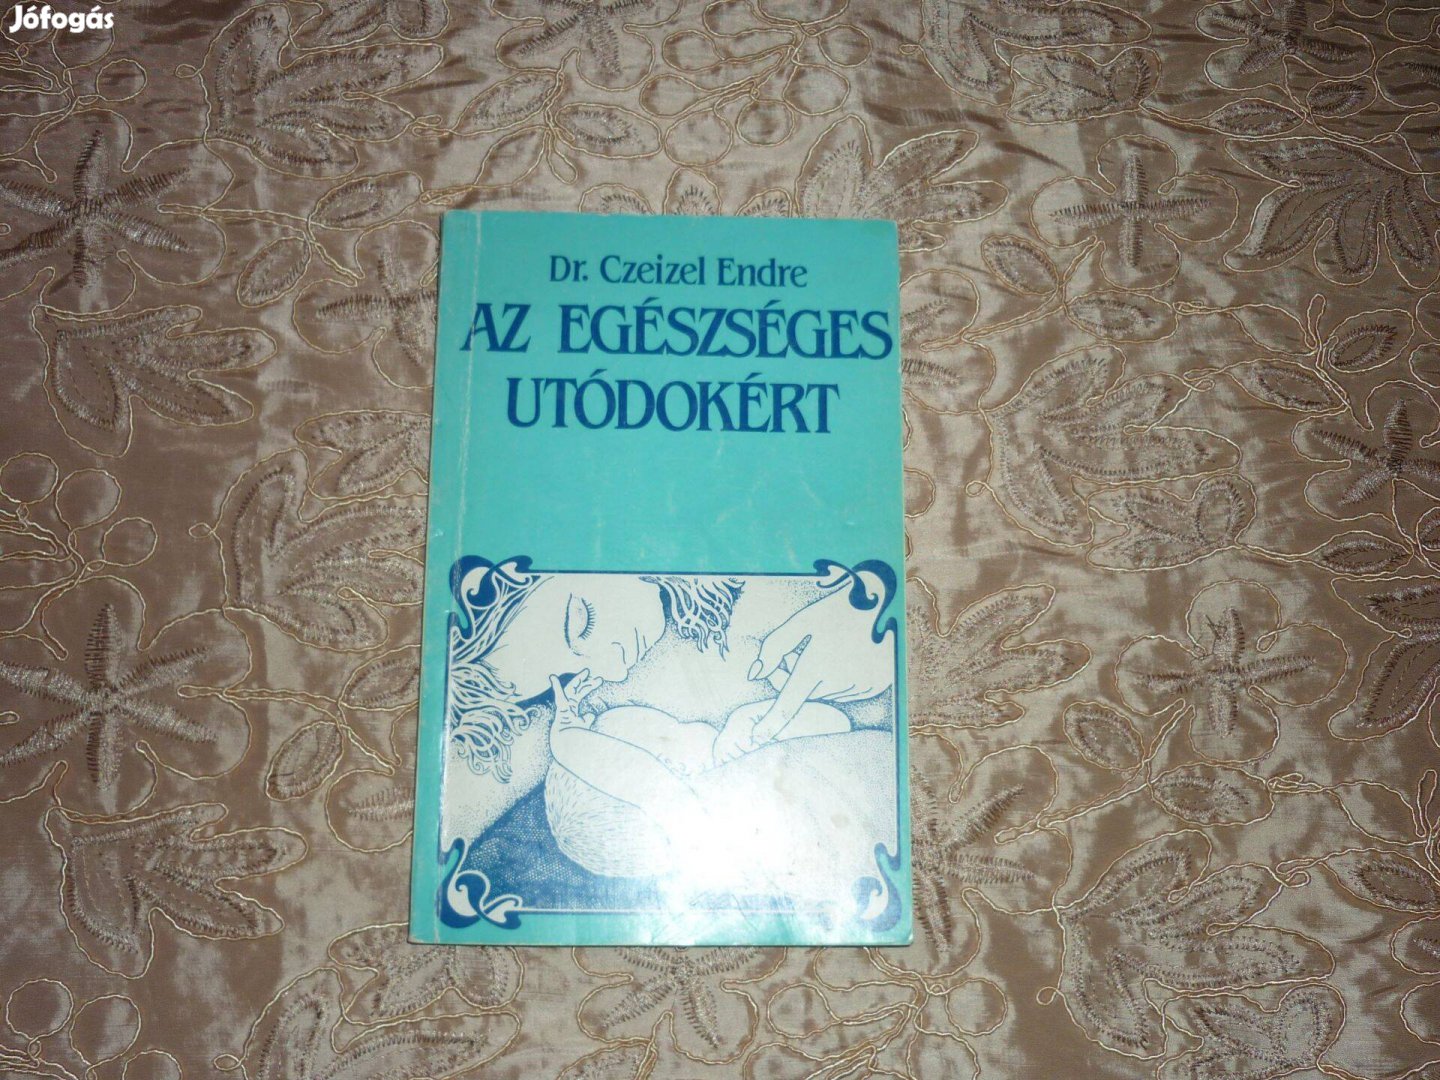 Jófogás
Dr. Czeizel Endre
AZ EGÉSZSÉGES
UTÓDOKÉRT